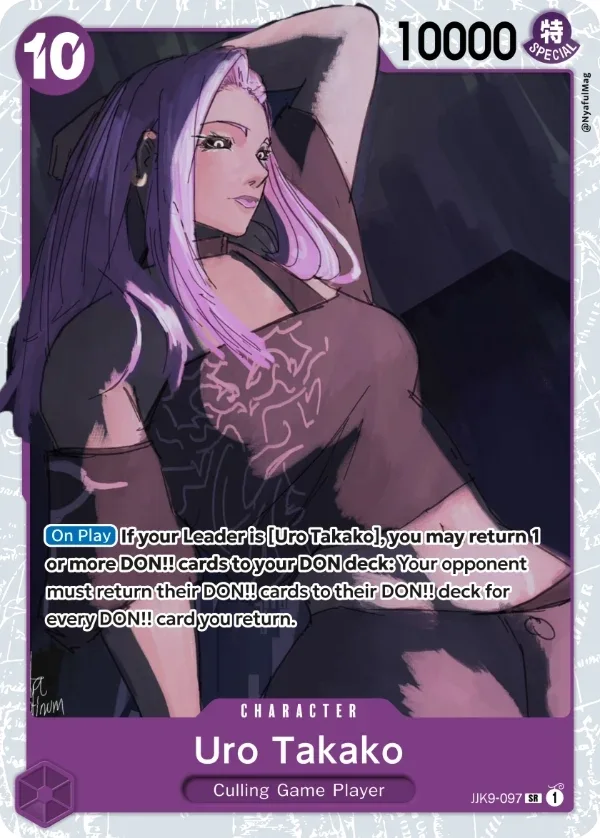 10
10000
特
SPECIAL
@NyafulMag
On Play If your Leader is [Uro Takako], you may return 1
or more DON!! cards to your DON deck: Your opponent
must return their DON!! cards to their DON!! deck for
every DON!! card you return.
CHARACTER
Uro Takako
Culling Game Player
JJK9-097 SR 1